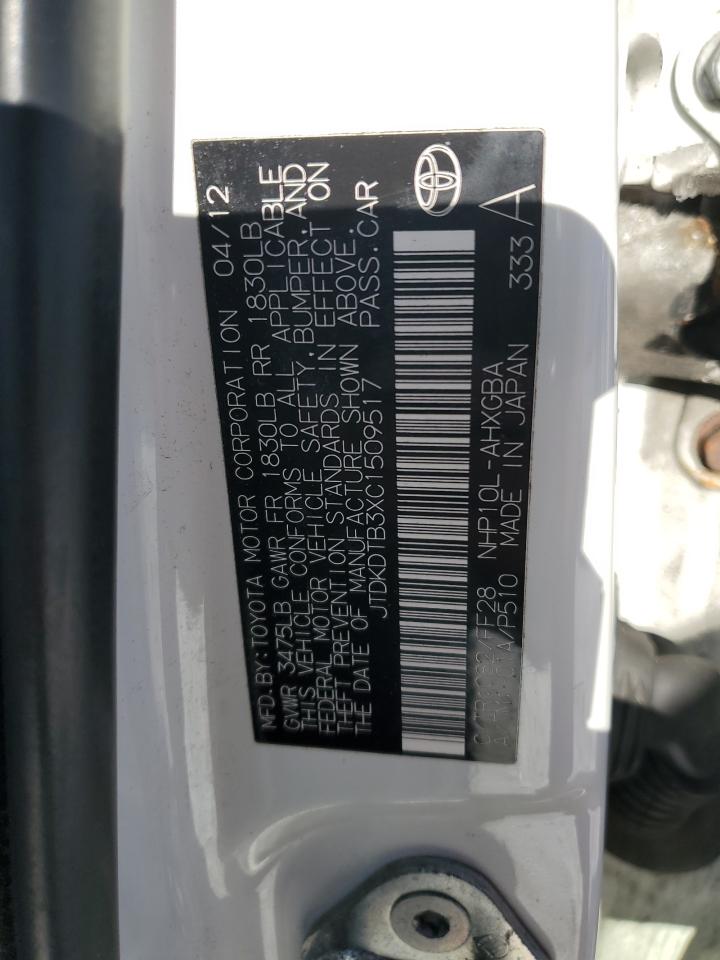 MFD.BY:TOYOTA MOTOR CORPORATION 04/12
GVWR 3475LB GAWR FR 1830LB RR 1830LB
THIS VEHICLE CONFORMS TO ALL APPLICABLE
FEDERAL MOTOR VEHICLE SAFETY, BUMPER, AND
THEFT PREVENTION STANDARDS IN EFFECT ON
THE DATE OF MANUFACTURE SHOWN ABOVE.
JTDKDTB3XC1509517 PASS.CAR
NHP10L-AHXGBA 333A
/P510 MADE IN JAPAN